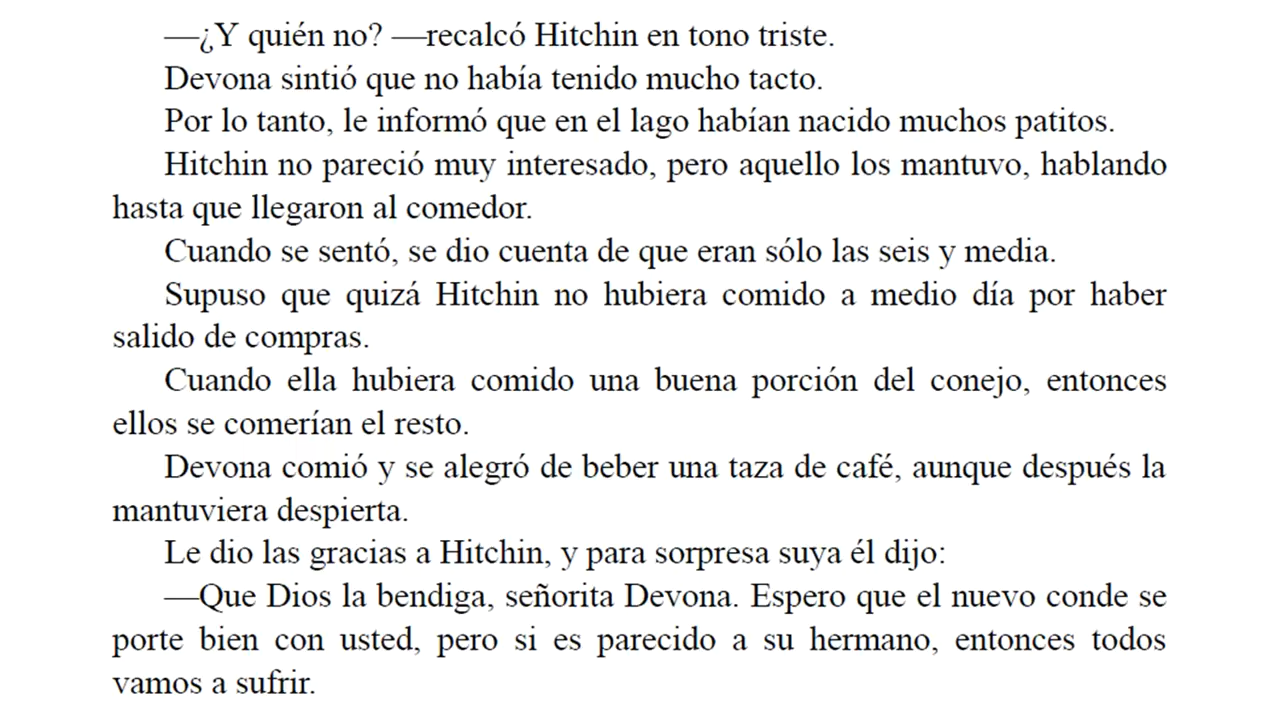 —¿Y quién no? —recalcó Hitchin en tono triste.
Devona sintió que no había tenido mucho tacto.
Por lo tanto, le informó que en el lago habían nacido muchos patitos.
Hitchin no pareció muy interesado, pero aquello los mantuvo, hablando
hasta que llegaron al comedor.
Cuando se sentó, se dio cuenta de que eran sólo las seis y media.
Supuso que quizá Hitchin no hubiera comido a medio día por haber
salido de compras.
Cuando ella hubiera comido una buena porción del conejo, entonces
ellos se comerían el resto.
Devona comió y se alegró de beber una taza de café, aunque después la
mantuviera despierta.
Le dio las gracias a Hitchin, y para sorpresa suya él dijo:
—Que Dios la bendiga, señorita Devona. Espero que el nuevo conde se
porte bien con usted, pero si es parecido a su hermano, entonces todos
vamos a sufrir.